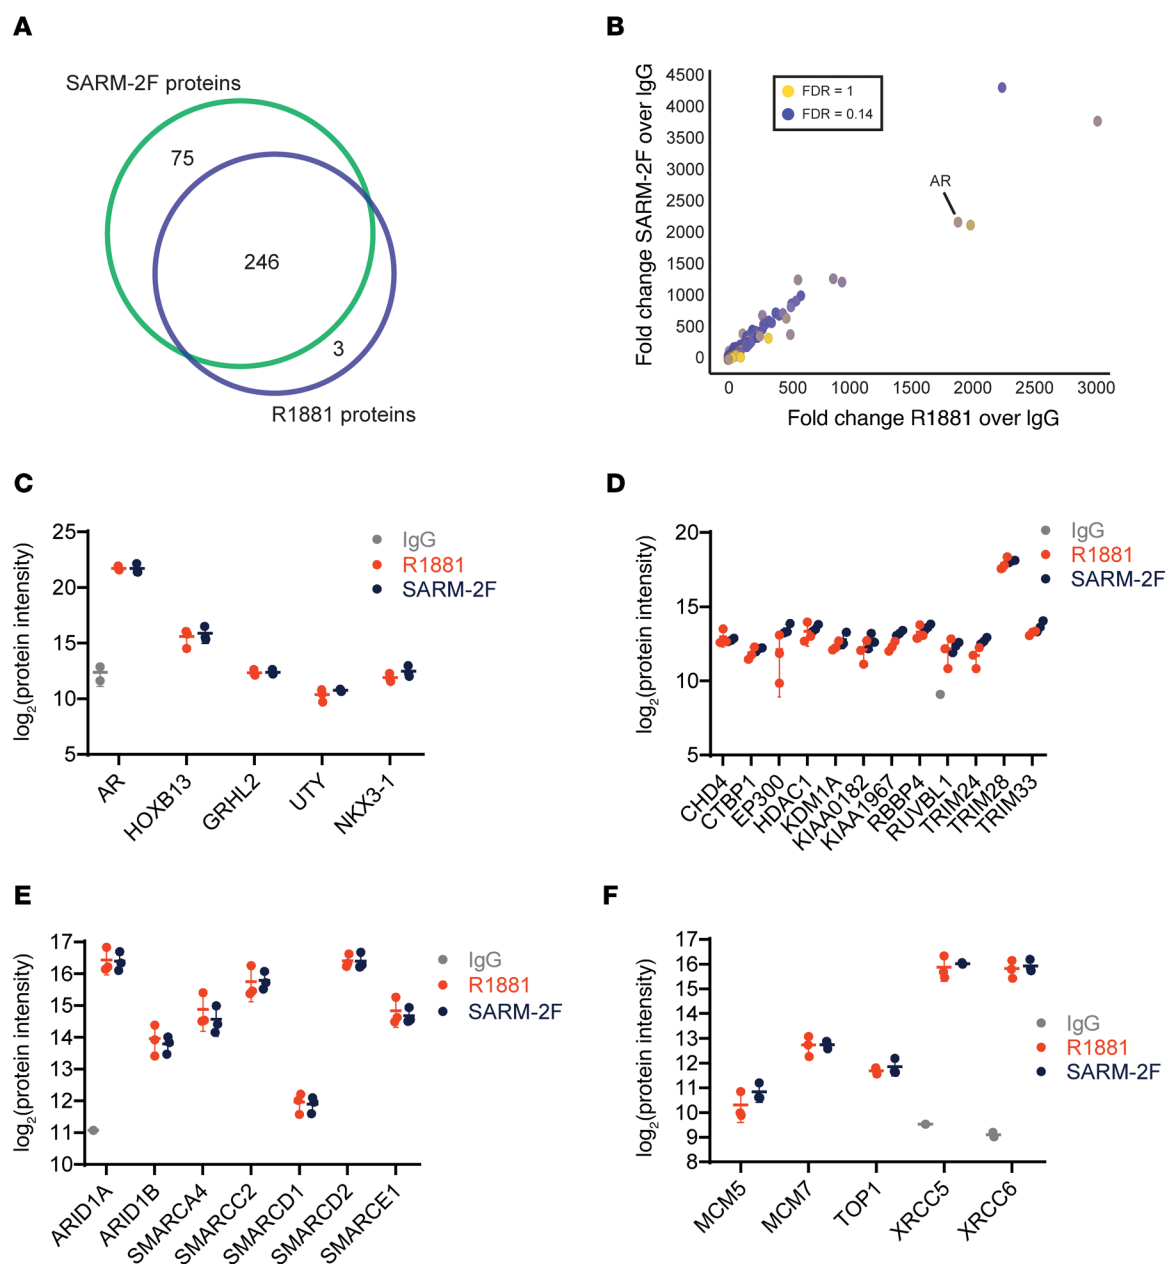 A
SARM-2F proteins
75
246
3
R1881 proteins
B
Fold change SARM-2F over IgG
4500
4000
3500
3000
2500
2000
1500
1000
500
0
FDR = 1
FDR = 0.14
AR
0 500 1000 1500 2000 2500 3000
Fold change R1881 over IgG
C
log2(protein intensity)
25
20
15
10
5
IgG
R1881
SARM-2F
AR HOXB13 GRHL2 UTY NKX3-1
D
log2(protein intensity)
20
15
10
5
IgG
R1881
SARM-2F
CHD4 CTBP1 EP300 HDAC1 KDM1A KIAA0182 KIAA1967 RBBP4 RUVBL1 TRIM24 TRIM28 TRIM33
E
log2(protein intensity)
17
16
15
14
13
12
11
10
IgG
R1881
SARM-2F
ARID1A ARID1B SMARCA4 SMARCC2 SMARCD1 SMARCD2 SMARCE1
F
log2(protein intensity)
17
16
15
14
13
12
11
10
9
8
IgG
R1881
SARM-2F
MCM5 MCM7 TOP1 XRCC5 XRCC6